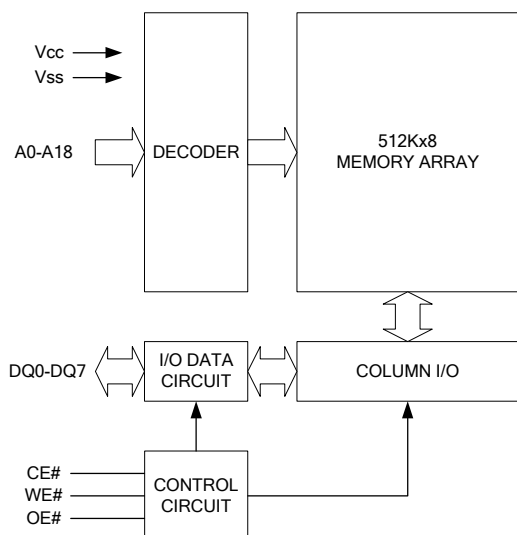 Vcc
Vss
A0-A18
DECODER
512Kx8
MEMORY ARRAY
DQ0-DQ7
I/O DATA
CIRCUIT
COLUMN I/O
CE#
WE#
OE#
CONTROL
CIRCUIT